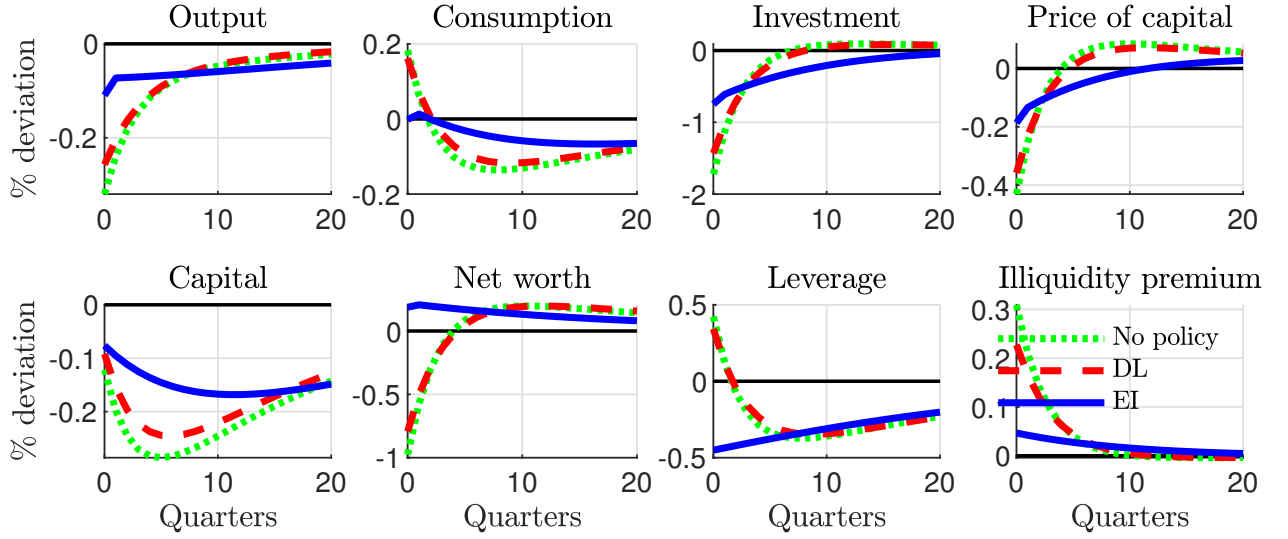 Output Consumption Investment Price of capital
% deviation
0
-0.2
0 10 20
0.2
0
-0.2
0 10 20
0
-1
-2
0 10 20
0
-0.2
-0.4
0 10 20
Capital Net worth Leverage Illiquidity premium
% deviation
0
-0.1
-0.2
0 10 20
Quarters
0
-0.5
-1
0 10 20
Quarters
0.5
0
-0.5
0 10 20
Quarters
0.3
0.2
0.1
0
No policy
DL
EI
0 10 20
Quarters